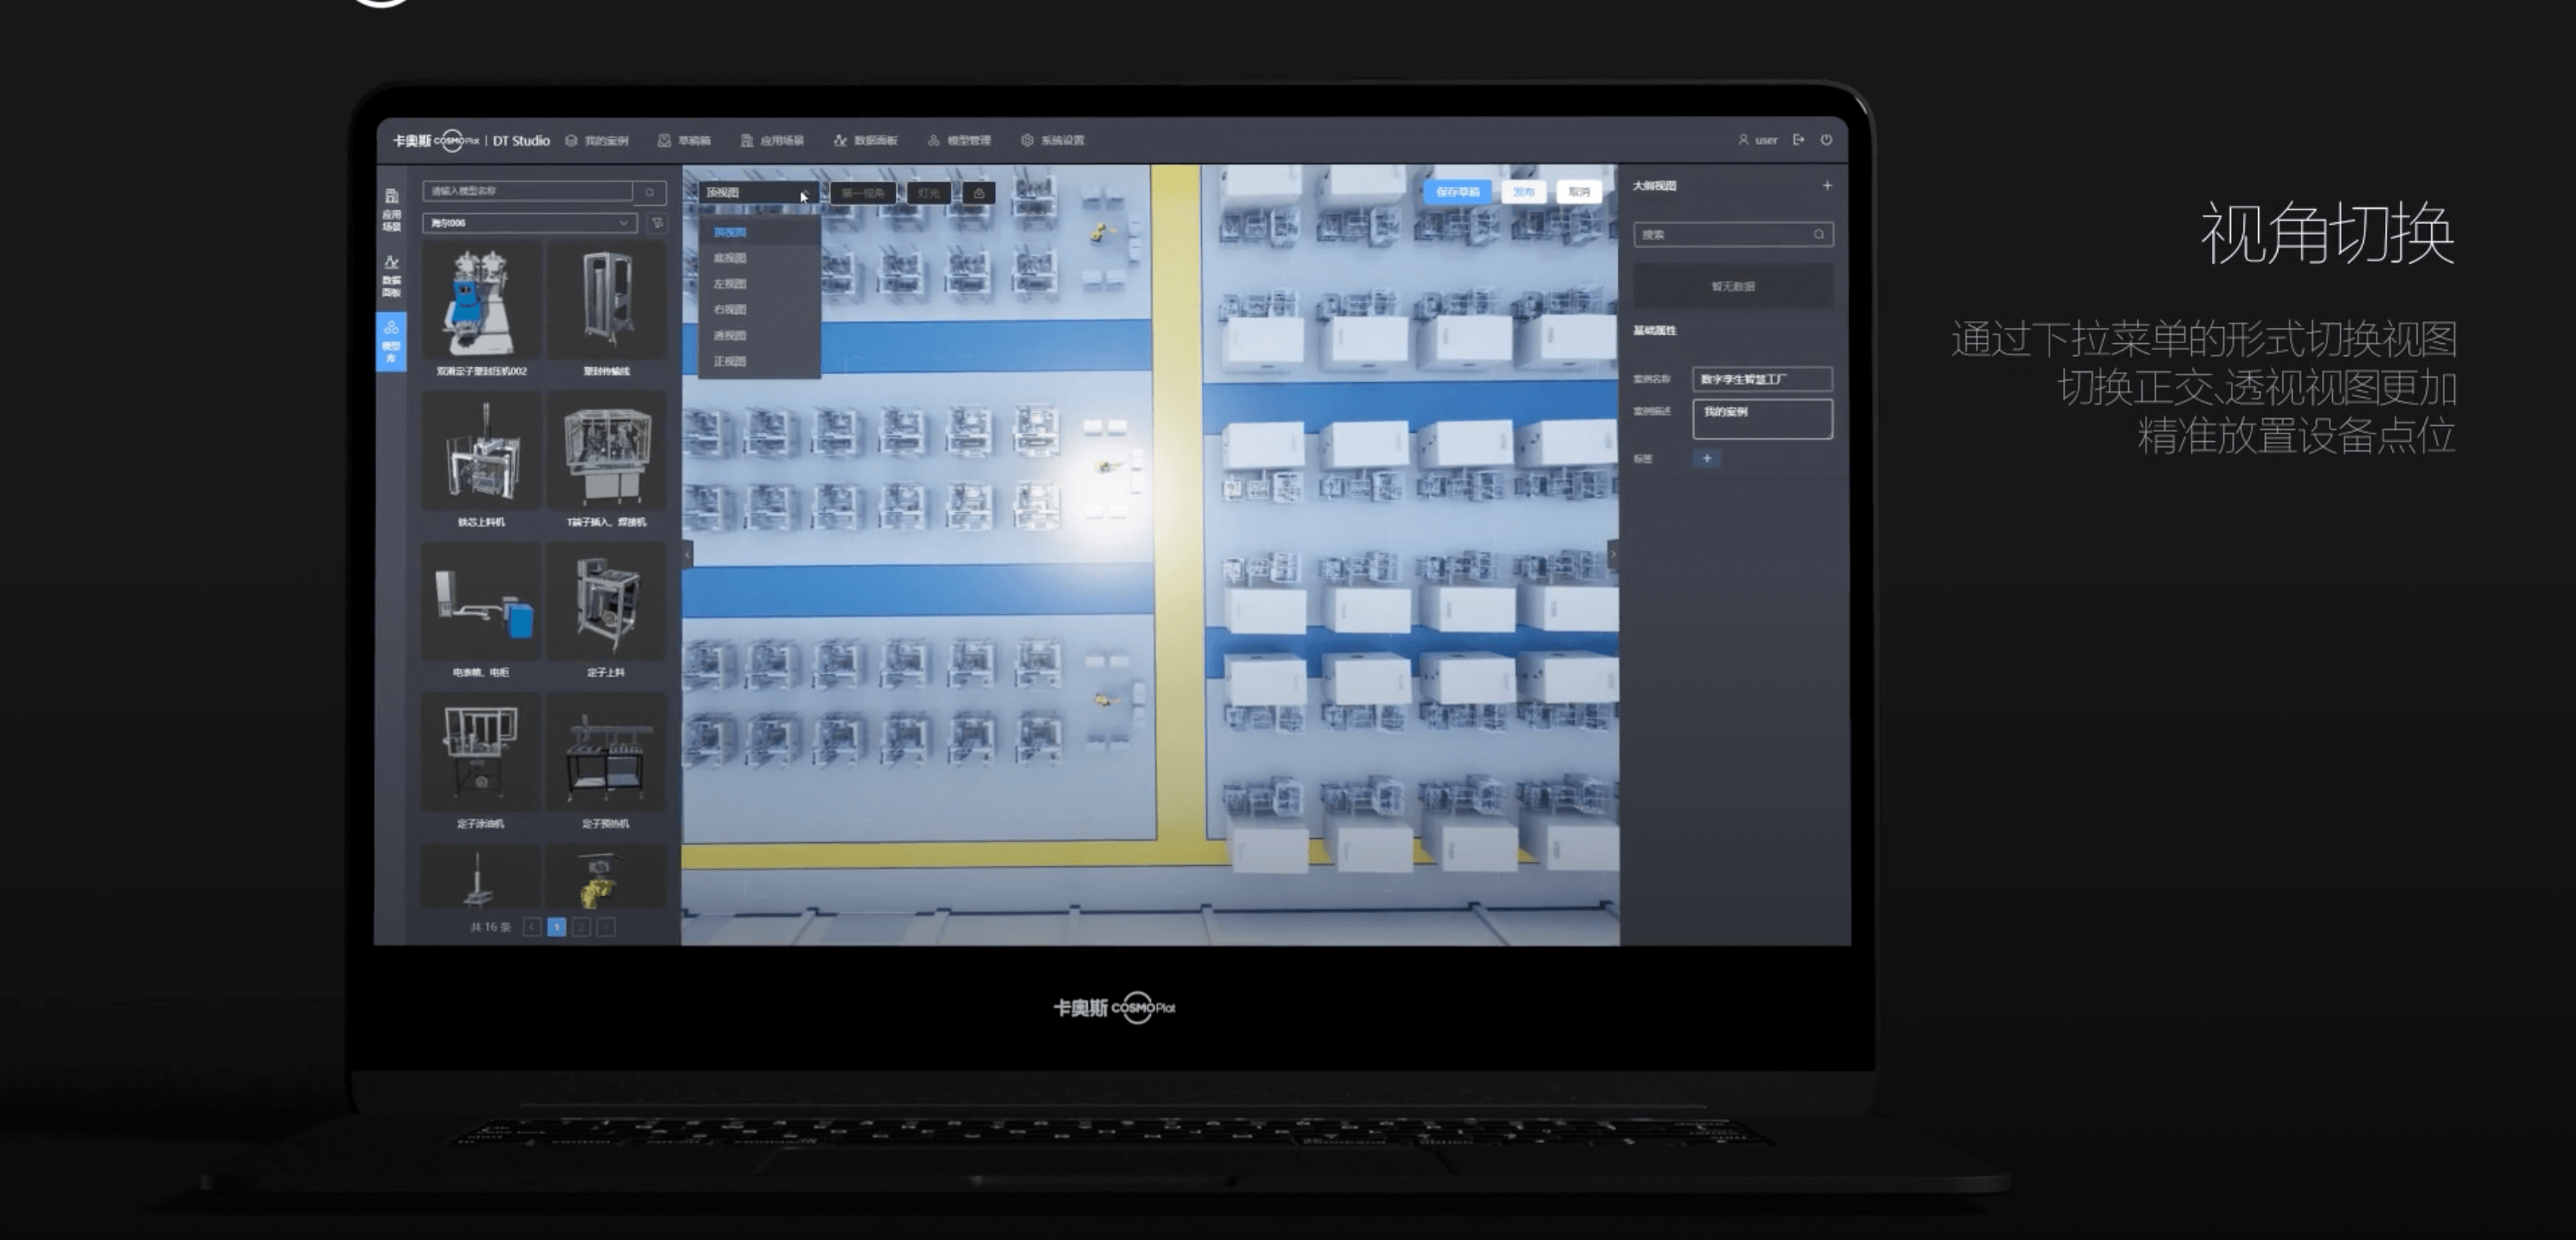 卡奥斯 COSMOPlat | DT Studio 我的案例 草稿箱 应用场景 数据面板 模型管理 系统设置 user
应用
场景
数据
面板
模型
库
请输入模型名称
海尔006
双滑定子塑封压机002 塑封传输线
铁芯上料机 T端子插入、焊接机
电表箱、电柜 定子上料
定子涂油机 定子预热机
共 16 条 1 2
顶视图 第一视角 灯光 保存草稿 发布 取消
顶视图
底视图
左视图
右视图
透视图
正视图
大纲视图
搜索
暂无数据
基础属性
案例名称 数字孪生智慧工厂
案例描述 我的案例
标签
视角切换
通过下拉菜单的形式切换视图
切换正交、透视视图更加
精准放置设备点位
卡奥斯 COSMOPlat